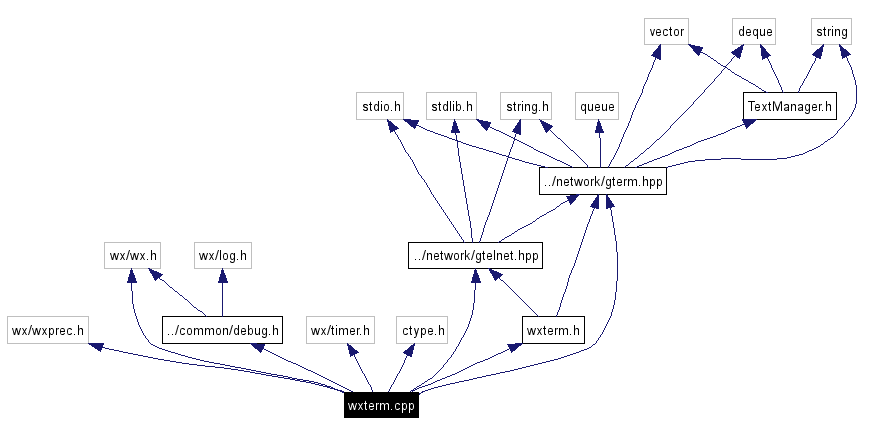 vector
deque
string
stdio.h
stdlib.h
string.h
queue
TextManager.h
../network/gterm.hpp
wx/wx.h
wx/log.h
../network/gtelnet.hpp
wx/wxprec.h
../common/debug.h
wx/timer.h
ctype.h
wxterm.h
wxterm.cpp